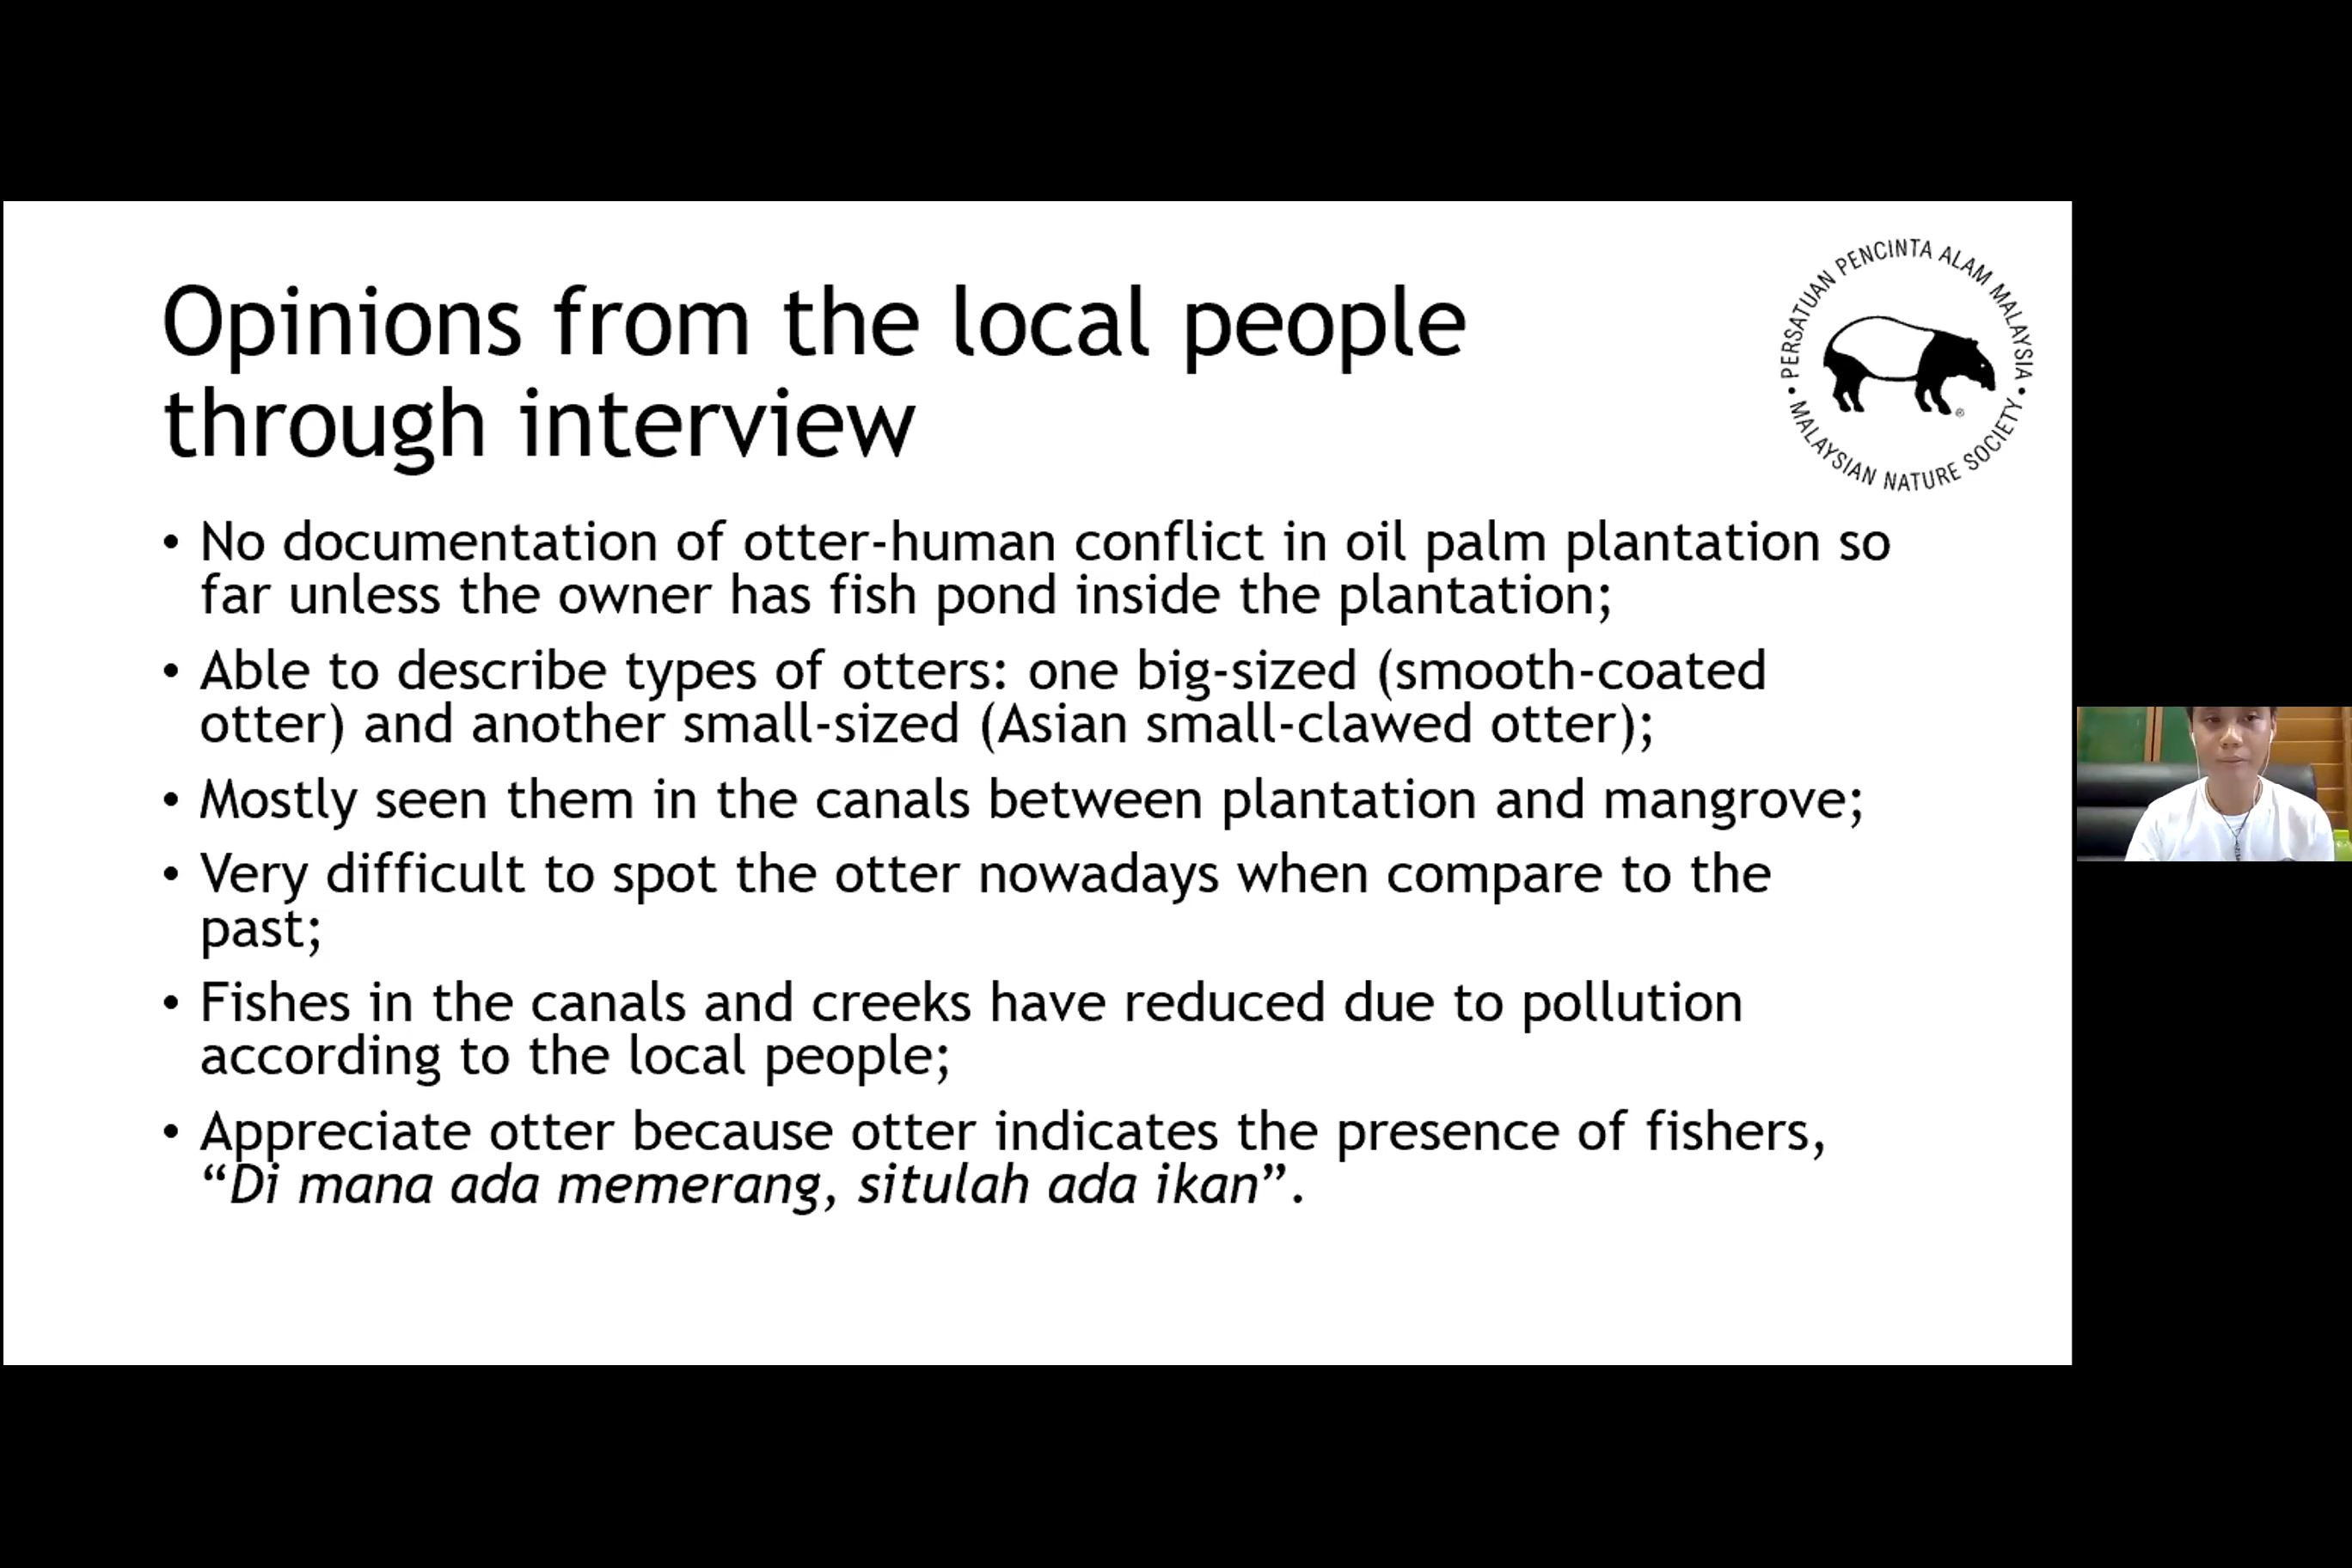 Opinions from the local people
through interview
PERSATUAN PENCINTA ALAM MALAYSIA
• MALAYSIAN NATURE SOCIETY •
®
• No documentation of otter-human conflict in oil palm plantation so
far unless the owner has fish pond inside the plantation;
• Able to describe types of otters: one big-sized (smooth-coated
otter) and another small-sized (Asian small-clawed otter);
• Mostly seen them in the canals between plantation and mangrove;
• Very difficult to spot the otter nowadays when compare to the
past;
• Fishes in the canals and creeks have reduced due to pollution
according to the local people;
• Appreciate otter because otter indicates the presence of fishers,
“Di mana ada memerang, situlah ada ikan”.